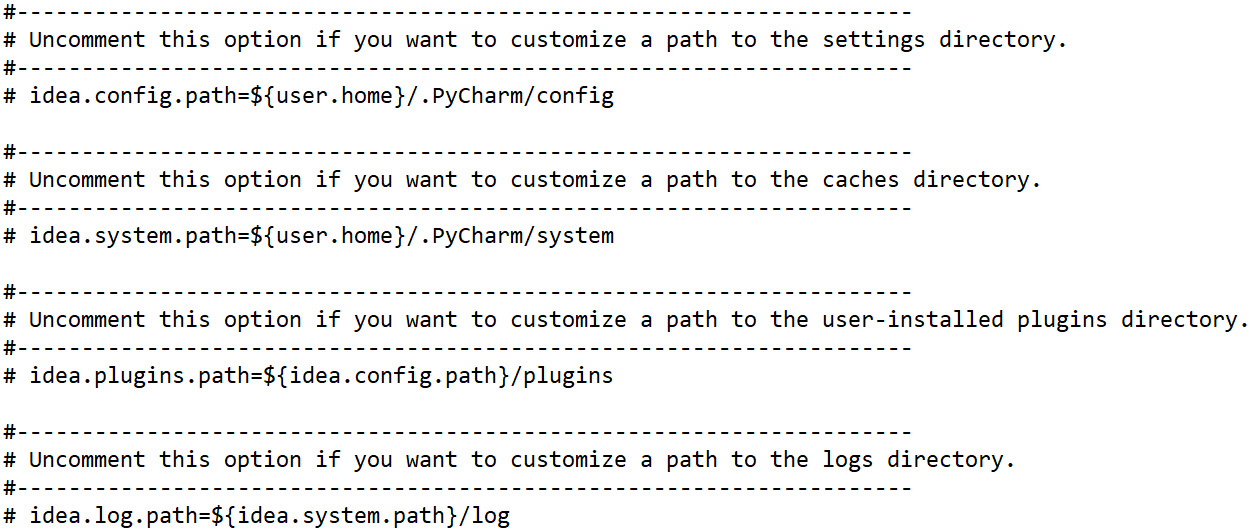 #---------------------------------------------------------------------
# Uncomment this option if you want to customize a path to the settings directory.
#---------------------------------------------------------------------
# idea.config.path=${user.home}/.PyCharm/config
#---------------------------------------------------------------------
# Uncomment this option if you want to customize a path to the caches directory.
#---------------------------------------------------------------------
# idea.system.path=${user.home}/.PyCharm/system
#---------------------------------------------------------------------
# Uncomment this option if you want to customize a path to the user-installed plugins directory.
#---------------------------------------------------------------------
# idea.plugins.path=${idea.config.path}/plugins
#---------------------------------------------------------------------
# Uncomment this option if you want to customize a path to the logs directory.
#---------------------------------------------------------------------
# idea.log.path=${idea.system.path}/log